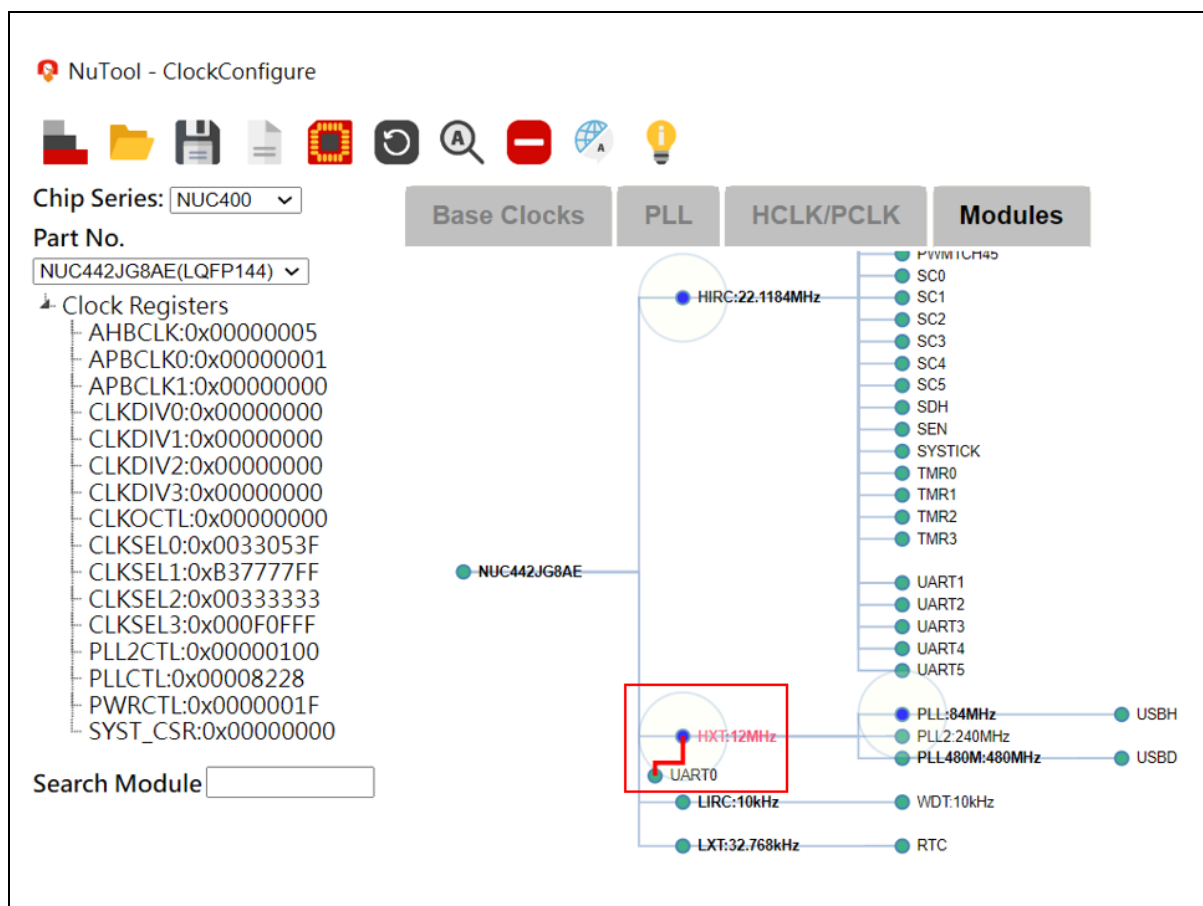 NuTool - ClockConfigure
Chip Series: NUC400
Part No.
NUC442JG8AE(LQFP144)
Clock Registers
AHBCLK:0x00000005
APBCLK0:0x00000001
APBCLK1:0x00000000
CLKDIV0:0x00000000
CLKDIV1:0x00000000
CLKDIV2:0x00000000
CLKDIV3:0x00000000
CLKOCTL:0x00000000
CLKSEL0:0x0033053F
CLKSEL1:0xB37777FF
CLKSEL2:0x00333333
CLKSEL3:0x000F0FFF
PLL2CTL:0x00000100
PLLCTL:0x00008228
PWRCTL:0x0000001F
SYST_CSR:0x00000000
Search Module
Base Clocks PLL HCLK/PCLK Modules
PWM1CH45
HIRC:22.1184MHz
SC0
SC1
SC2
SC3
SC4
SC5
SDH
SEN
SYSTICK
TMR0
TMR1
TMR2
TMR3
NUC442JG8AE
UART1
UART2
UART3
UART4
UART5
HXT:12MHz
PLL:84MHz USBH
PLL2:240MHz
PLL480M:480MHz USBD
UART0
LIRC:10kHz WDT:10kHz
LXT:32.768kHz RTC